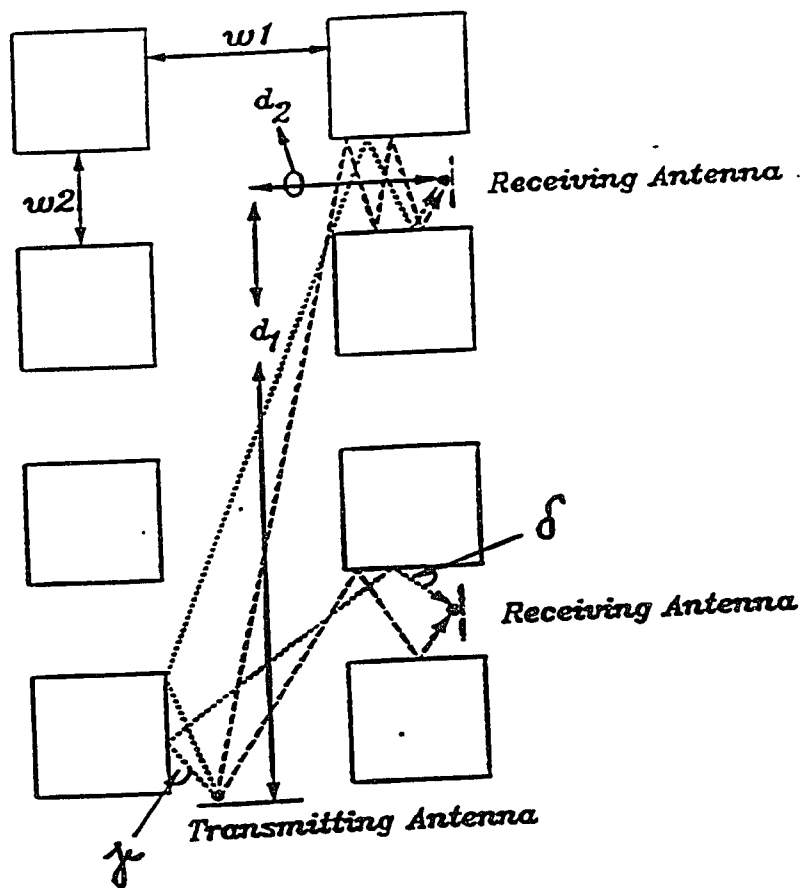 w1
d2
Receiving Antenna
w2
d1
δ
Receiving Antenna
Transmitting Antenna